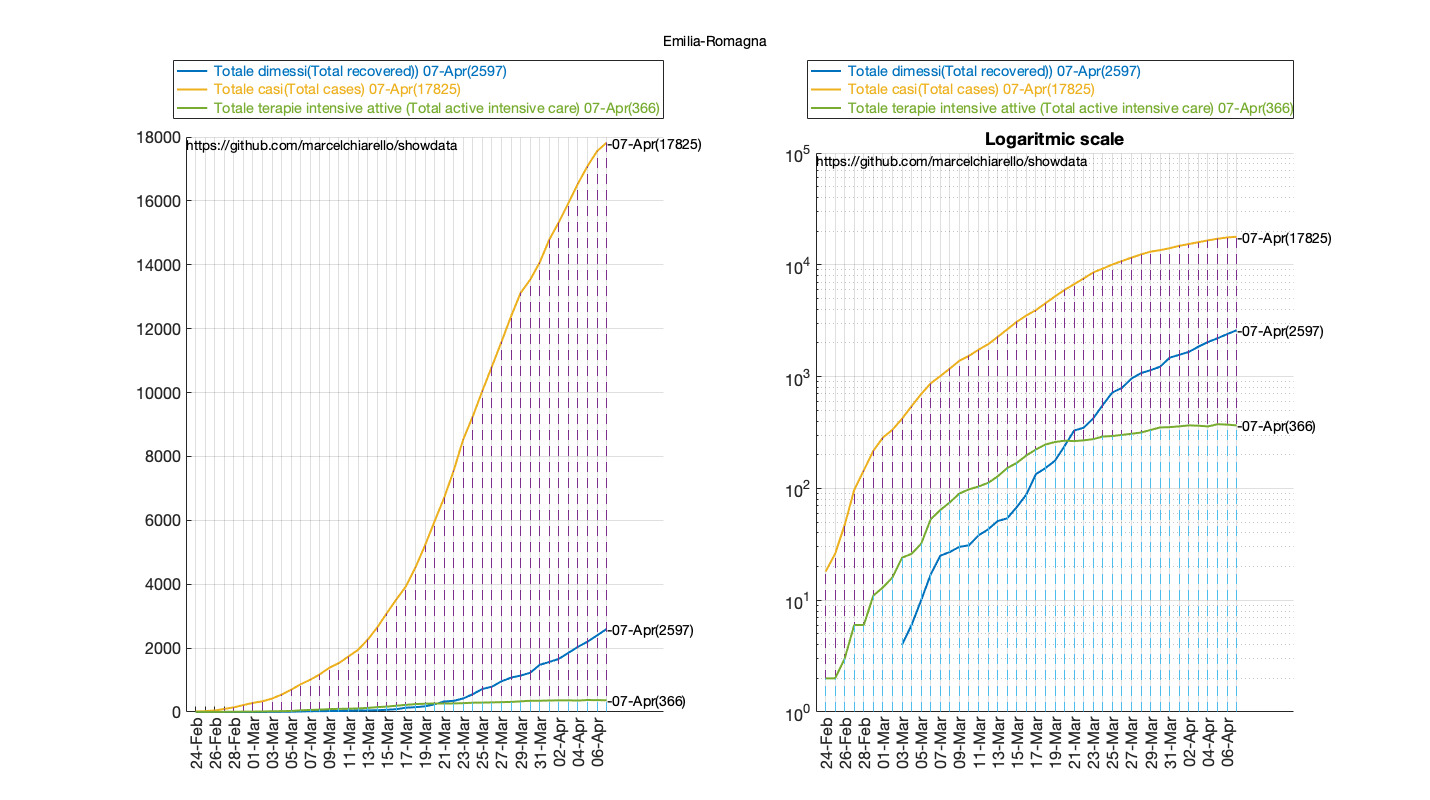 Emilia-Romagna
Totale dimessi(Total recovered)) 07-Apr(2597)
Totale casi(Total cases) 07-Apr(17825)
Totale terapie intensive attive (Total active intensive care) 07-Apr(366)
https://github.com/marcelchiarello/showdata
18000
16000
14000
12000
10000
8000
6000
4000
2000
0
-07-Apr(17825)
-07-Apr(2597)
-07-Apr(366)
24-Feb
26-Feb
28-Feb
01-Mar
03-Mar
05-Mar
07-Mar
09-Mar
11-Mar
13-Mar
15-Mar
17-Mar
19-Mar
21-Mar
23-Mar
25-Mar
27-Mar
29-Mar
31-Mar
02-Apr
04-Apr
06-Apr
Totale dimessi(Total recovered)) 07-Apr(2597)
Totale casi(Total cases) 07-Apr(17825)
Totale terapie intensive attive (Total active intensive care) 07-Apr(366)
Logaritmic scale
https://github.com/marcelchiarello/showdata
10^5
10^4
10^3
10^2
10^1
10^0
-07-Apr(17825)
-07-Apr(2597)
-07-Apr(366)
24-Feb
26-Feb
28-Feb
01-Mar
03-Mar
05-Mar
07-Mar
09-Mar
11-Mar
13-Mar
15-Mar
17-Mar
19-Mar
21-Mar
23-Mar
25-Mar
27-Mar
29-Mar
31-Mar
02-Apr
04-Apr
06-Apr